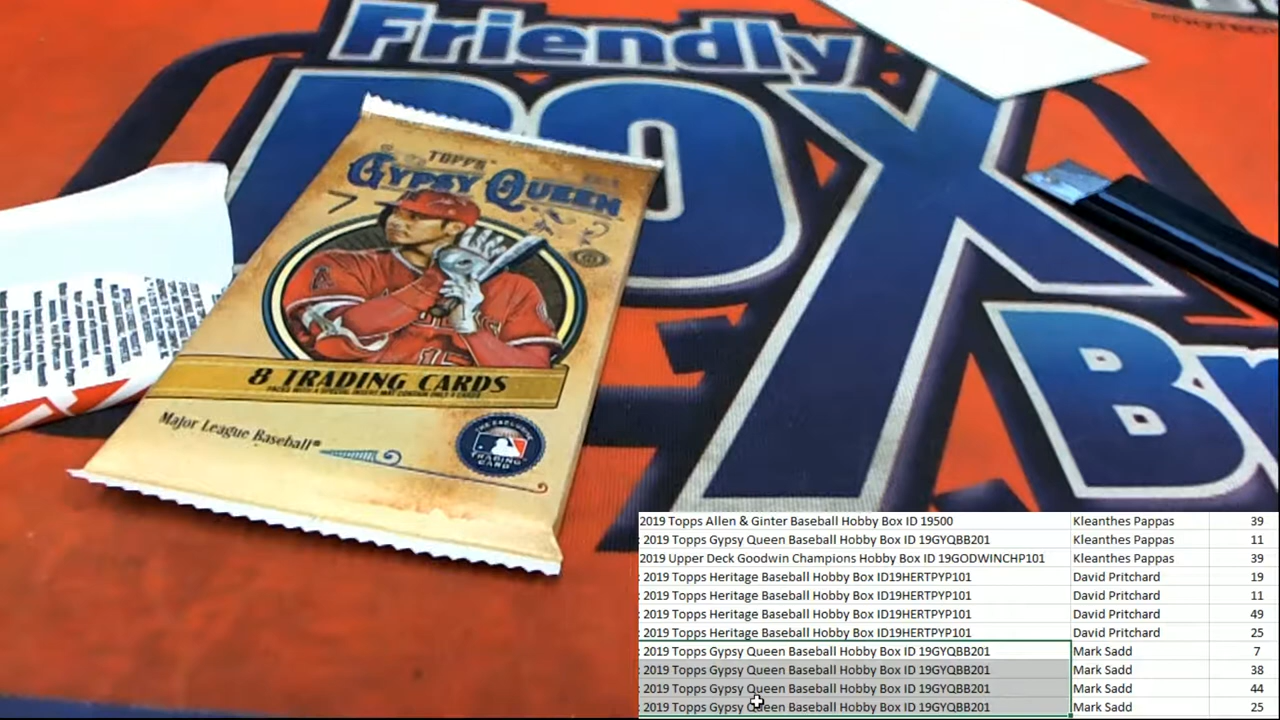 Friendly
BOX
Br
TOPPS
GYPSY QUEEN
8 TRADING CARDS
Major League Baseball®
THE EXCLUSIVE
TRADING
CARD
2019 Topps Allen & Ginter Baseball Hobby Box ID 19500 Kleanthes Pappas 39
: 2019 Topps Gypsy Queen Baseball Hobby Box ID 19GYQBB201 Kleanthes Pappas 11
2019 Upper Deck Goodwin Champions Hobby Box ID 19GODWINCHP101 Kleanthes Pappas 39
: 2019 Topps Heritage Baseball Hobby Box ID19HERTPYP101 David Pritchard 19
: 2019 Topps Heritage Baseball Hobby Box ID19HERTPYP101 David Pritchard 11
: 2019 Topps Heritage Baseball Hobby Box ID19HERTPYP101 David Pritchard 49
: 2019 Topps Heritage Baseball Hobby Box ID19HERTPYP101 David Pritchard 25
: 2019 Topps Gypsy Queen Baseball Hobby Box ID 19GYQBB201 Mark Sadd 7
: 2019 Topps Gypsy Queen Baseball Hobby Box ID 19GYQBB201 Mark Sadd 38
: 2019 Topps Gypsy Queen Baseball Hobby Box ID 19GYQBB201 Mark Sadd 44
: 2019 Topps Gypsy Queen Baseball Hobby Box ID 19GYQBB201 Mark Sadd 25